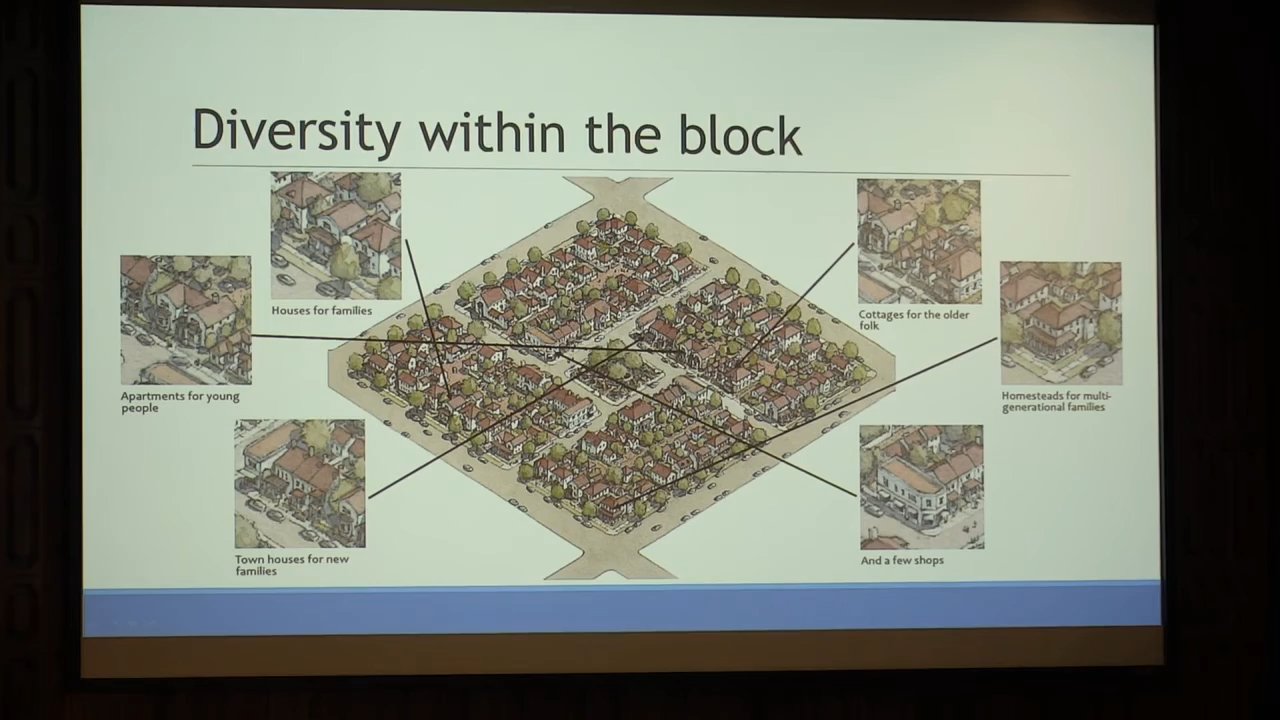 Diversity within the block
Houses for families
Apartments for young
people
Town houses for new
families
Cottages for the older
folk
Homesteads for multi-
generational families
And a few shops